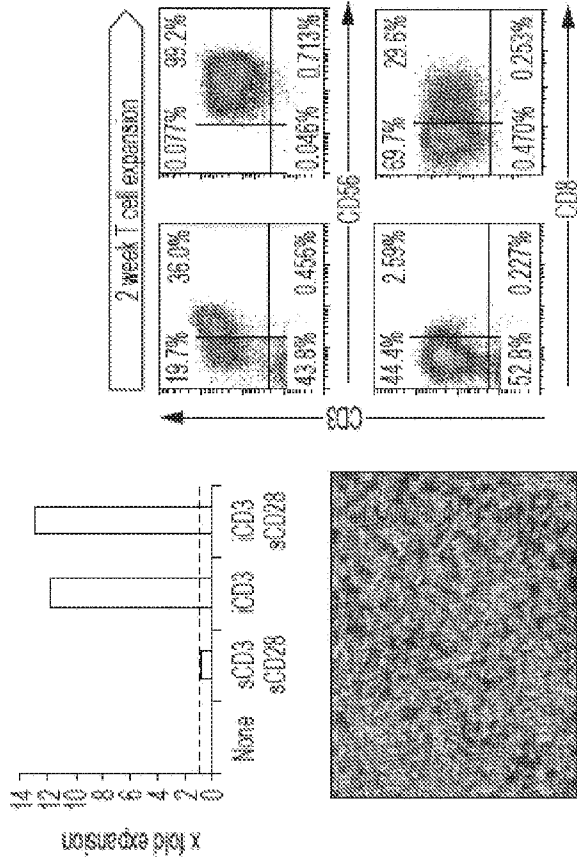 x fold expansion
14
12
10
8
6
4
2
0
None
sCD3
sCD28
iCD3
iCD3
sCD28
2 week T cell expansion
19.7% 36.0%
43.8% 0.456%
0.077% 99.2%
0.046% 0.713%
CD56
CD3
44.4% 2.59%
52.8% 0.227%
69.7% 29.6%
0.470% 0.253%
CD8